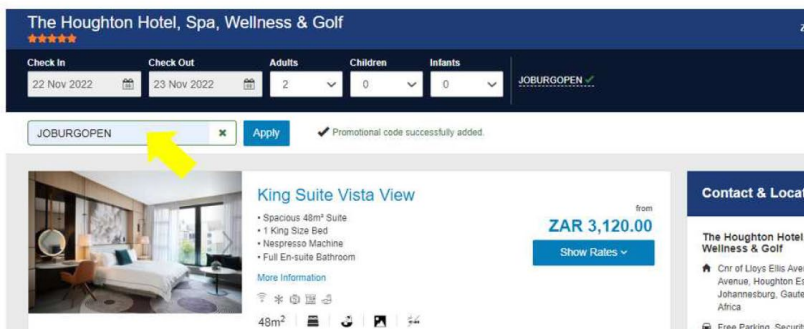 The Houghton Hotel, Spa, Wellness & Golf
Check In
Check Out
Adults
Children
Infants
22 Nov 2022
23 Nov 2022
2
0
0
JOBURGOPEN
JOBURGOPEN
Apply
Promotional code successfully added.
King Suite Vista View
• Spacious 48m² Suite
• 1 King Size Bed
• Nespresso Machine
• Full En-suite Bathroom
More Information
48m²
from
ZAR 3,120.00
Show Rates
Contact & Locat
The Houghton Hotel
Wellness & Golf
Cnr of Lloys Ellis Ave
Avenue, Houghton Es
Johannesburg, Gaute
Africa
Free Parking, Securit